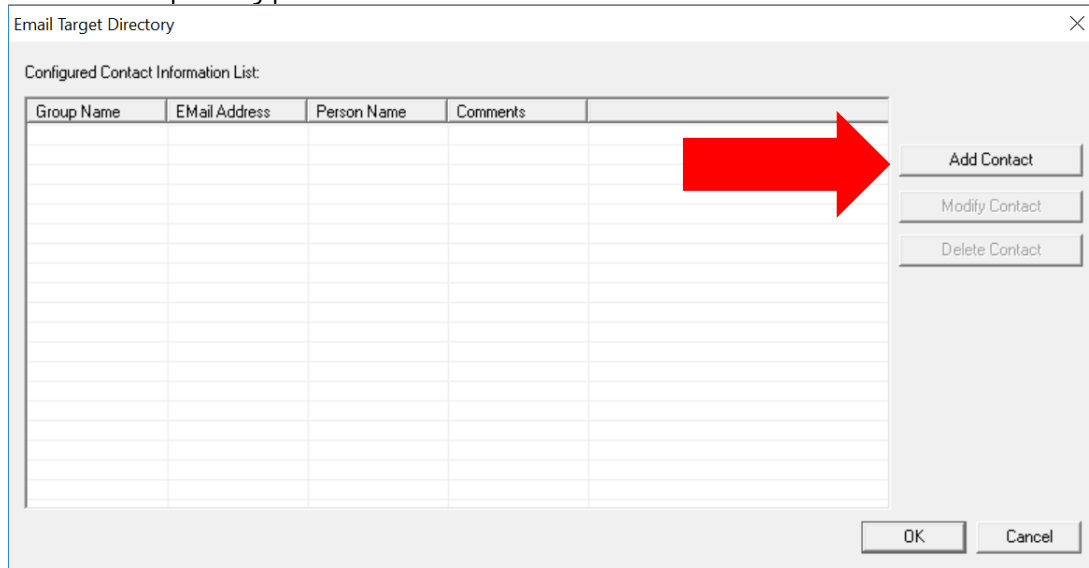 Email Target Directory
Configured Contact Information List:
Group Name EMail Address Person Name Comments
Add Contact
Modify Contact
Delete Contact
OK Cancel